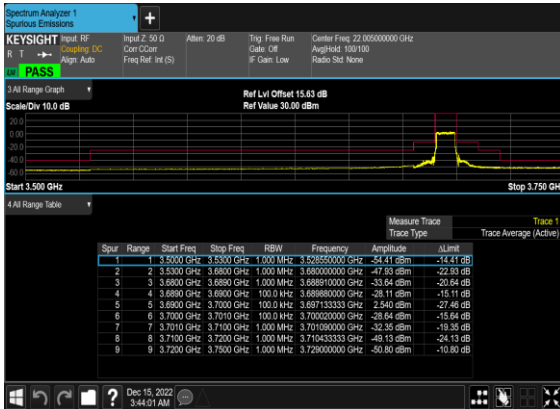 Spectrum Analyzer 1
Spurious Emissions
+
KEYSIGHT Input: RF Input Z: 50 Ω Atten: 20 dB Trig: Free Run Center Freq: 22.005000000 GHz
R T Coupling: DC Corr CCorr Gate: Off Avg|Hold: 100/100
Align: Auto Freq Ref: Int (S) IF Gain: Low Radio Std: None
PASS
3 All Range Graph
Ref Lvl Offset 15.63 dB
Scale/Div 10.0 dB Ref Value 30.00 dBm
20.0
0.00
-20.0
-40.0
-60.0
Start 3.500 GHz Stop 3.750 GH
4 All Range Table
Measure Trace Trace 1
Trace Type Trace Average (Active)
Spur Range Start Freq Stop Freq RBW Frequency Amplitude ΔLimit
1 1 3.5000 GHz 3.5300 GHz 1.000 MHz 3.528550000 GHz -54.41 dBm -14.41 dB
2 2 3.5300 GHz 3.6800 GHz 1.000 MHz 3.680000000 GHz -47.93 dBm -22.93 dB
3 3 3.6800 GHz 3.6890 GHz 1.000 MHz 3.688910000 GHz -33.64 dBm -20.64 dB
4 4 3.6890 GHz 3.6900 GHz 100.0 kHz 3.689880000 GHz -28.11 dBm -15.11 dB
5 5 3.6900 GHz 3.7000 GHz 100.0 kHz 3.697133333 GHz 2.540 dBm -27.46 dB
6 6 3.7000 GHz 3.7010 GHz 100.0 kHz 3.700020000 GHz -28.64 dBm -15.64 dB
7 7 3.7010 GHz 3.7100 GHz 1.000 MHz 3.701090000 GHz -32.35 dBm -19.35 dB
8 8 3.7100 GHz 3.7200 GHz 1.000 MHz 3.710433333 GHz -49.13 dBm -24.13 dB
9 9 3.7200 GHz 3.7500 GHz 1.000 MHz 3.729000000 GHz -50.80 dBm -10.80 dB
? Dec 15, 2022
3:44:01 AM